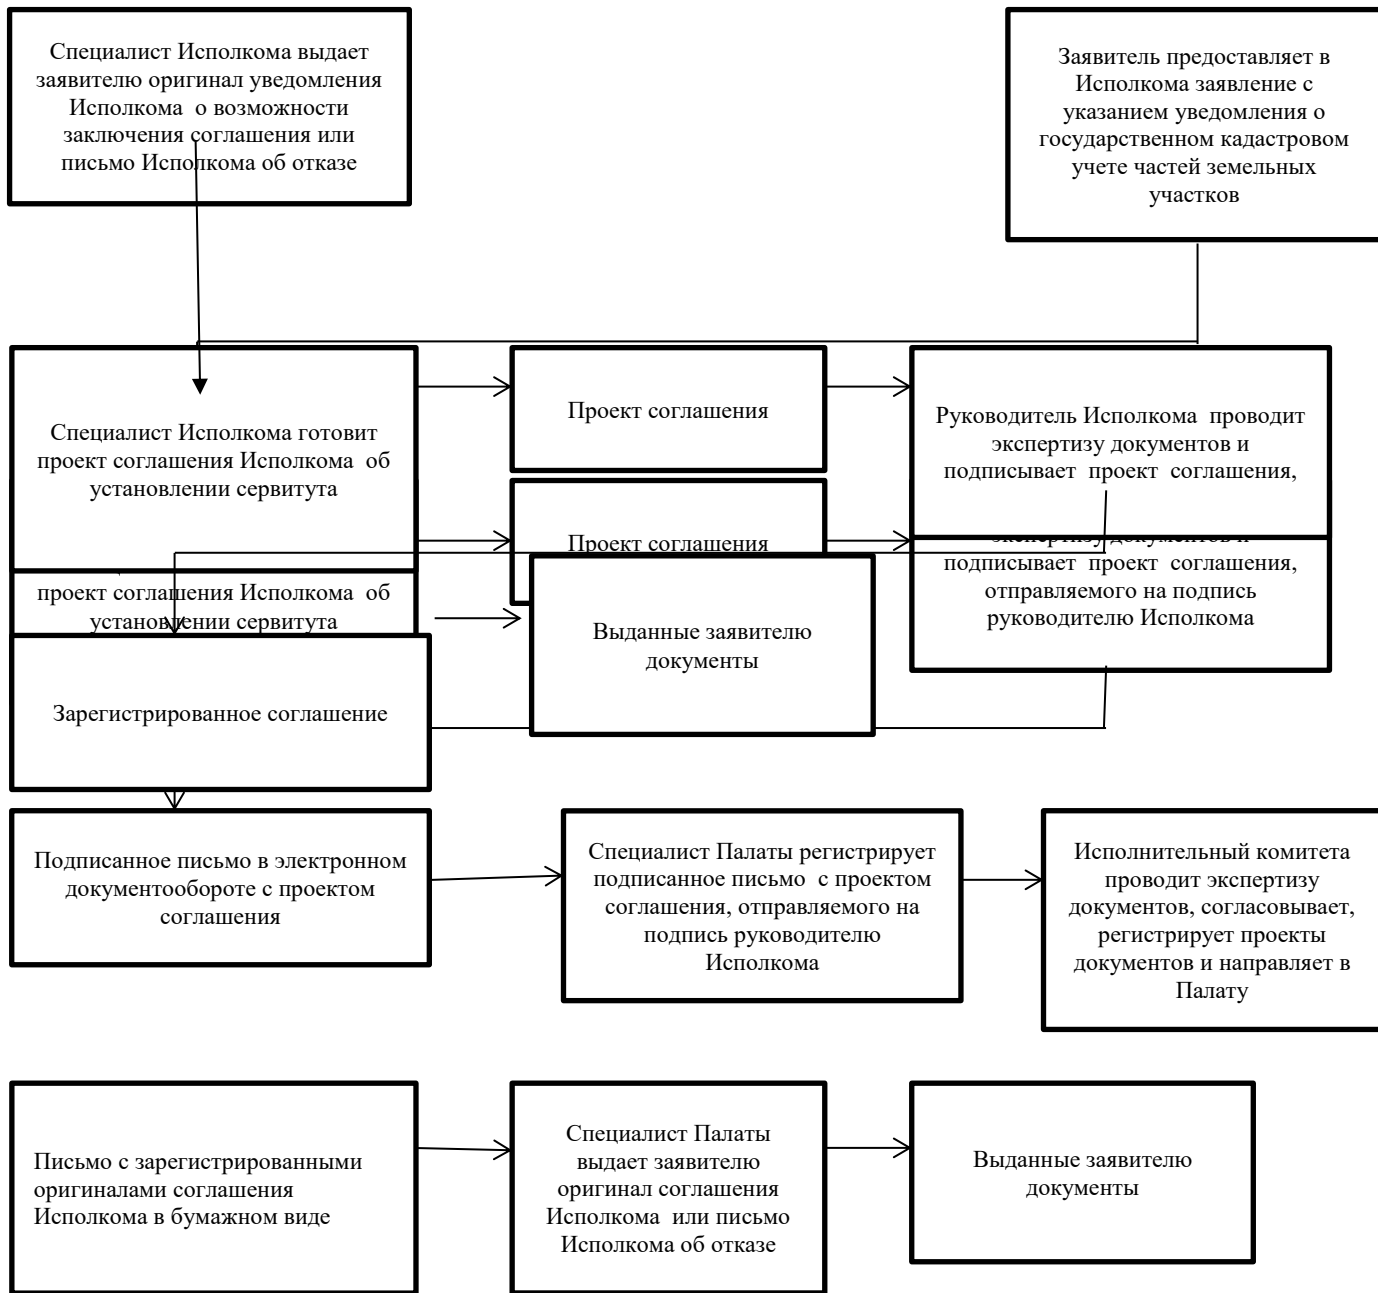 Специалист Исполкома выдает
заявителю оригинал уведомления
Исполкома о возможности
заключения соглашения или
письмо Исполкома об отказе
Заявитель предоставляет в
Исполкома заявление с
указанием уведомления о
государственном кадастровом
учете частей земельных
участков
Специалист Исполкома готовит
проект соглашения Исполкома об
установлении сервитута
Проект соглашения
Руководитель Исполкома проводит
экспертизу документов и
подписывает проект соглашения,
проект соглашения Исполкома об
установлении сервитута
Проект соглашения
экспертизу документов и
подписывает проект соглашения,
отправляемого на подпись
руководителю Исполкома
Выданные заявителю
документы
Зарегистрированное соглашение
Подписанное письмо в электронном
документообороте с проектом
соглашения
Специалист Палаты регистрирует
подписанное письмо с проектом
соглашения, отправляемого на
подпись руководителю
Исполкома
Исполнительный комитета
проводит экспертизу
документов, согласовывает,
регистрирует проекты
документов и направляет в
Палату
Письмо с зарегистрированными
оригиналами соглашения
Исполкома в бумажном виде
Специалист Палаты
выдает заявителю
оригинал соглашения
Исполкома или письмо
Исполкома об отказе
Выданные заявителю
документы